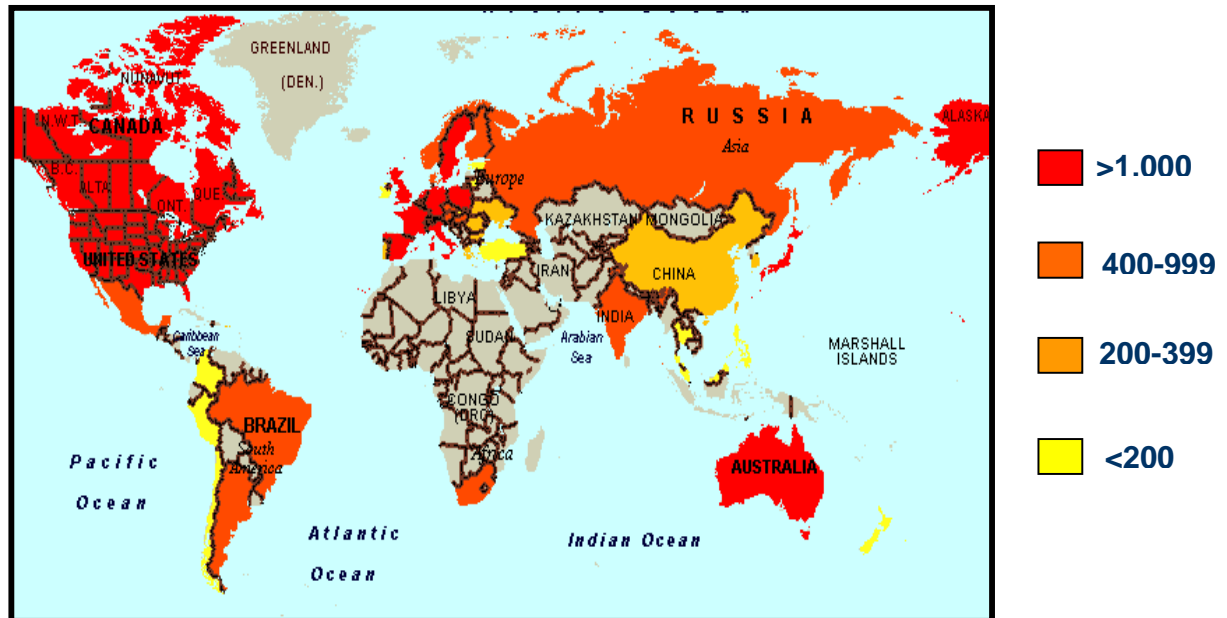 GREENLAND
(DEN.)
NUNAVUT
N.W.T.
CANADA
B.C.
ALTA
ONT.
QUE.
UNITED STATES
ALASKA
RUSSIA
Asia
Europe
KAZAKHSTAN
MONGOLIA
IRAN
CHINA
LIBYA
INDIA
SUDAN
Arabian
Sea
Caribbean
Sea
MARSHALL
ISLANDS
CONGO
(DRC)
Africa
BRAZIL
South
America
AUSTRALIA
Pacific
Ocean
Atlantic
Ocean
Indian Ocean
>1.000
400-999
200-399
<200